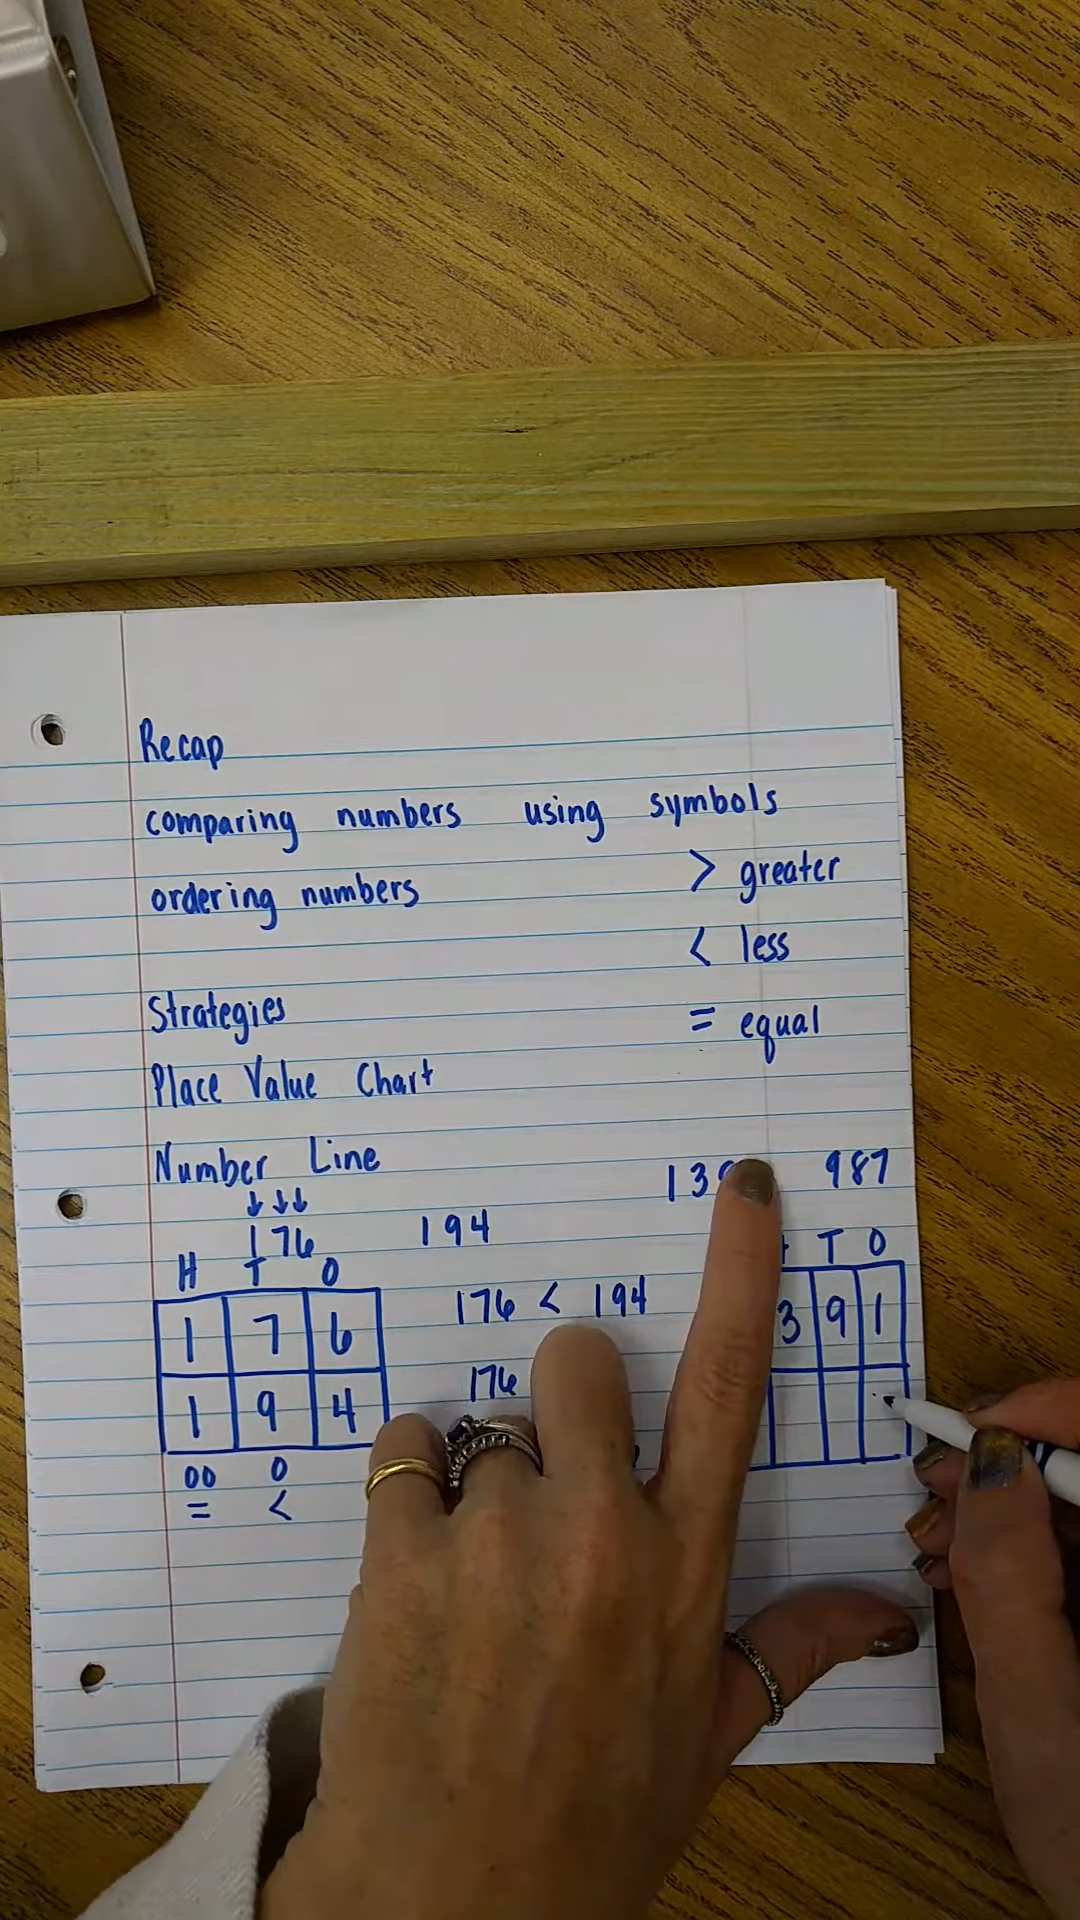 Recap
comparing numbers using symbols
ordering numbers > greater
< less
Strategies
= equal
Place Value Chart
Number Line
987
176 194
H T O T O
1 7 6 176 < 194 3 9 1
1 9 4 176
00 0
= <